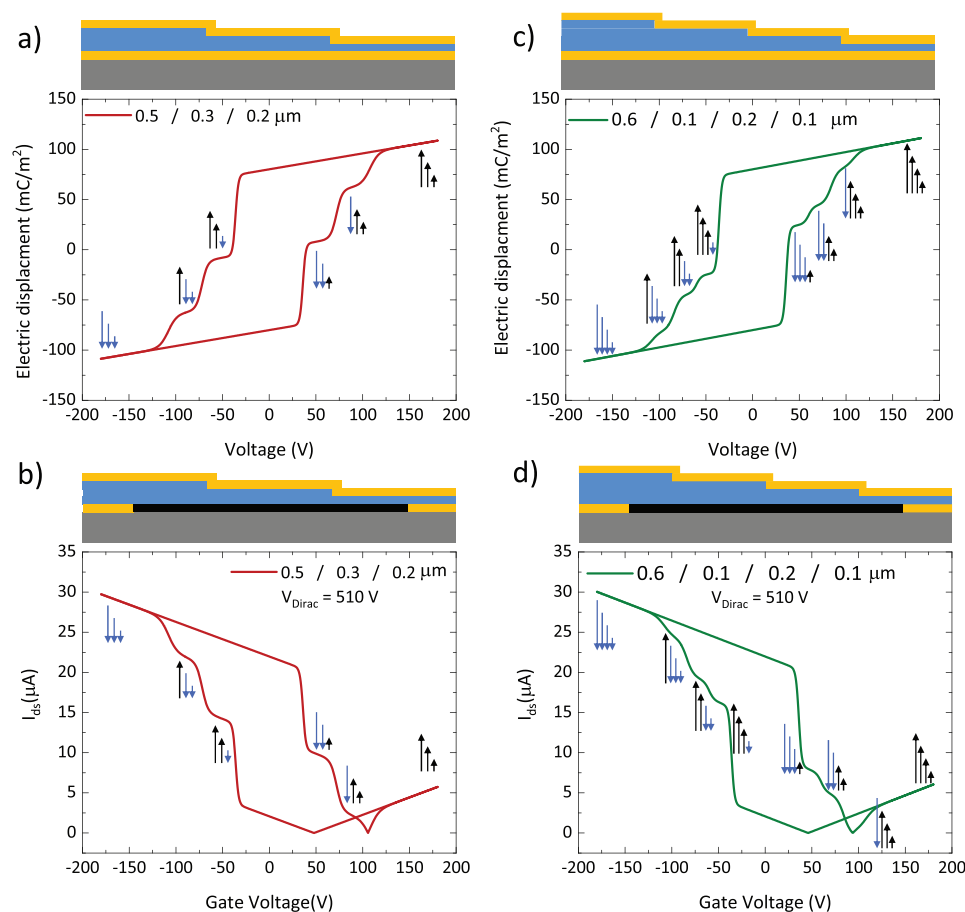 a)
150
100
50
0
-50
-100
-150
Electric displacment (mC/m²)
0.5 / 0.3 / 0.2 μm
-200 -150 -100 -50 0 50 100 150 200
Voltage (V)
c)
150
100
50
0
-50
-100
-150
Electric displacment (mC/m²)
0.6 / 0.1 / 0.2 / 0.1 μm
-200 -150 -100 -50 0 50 100 150 200
Voltage (V)
b)
35
30
25
20
15
10
5
0
I_ds(μA)
0.5 / 0.3 / 0.2 μm
V_Dirac = 510 V
-200 -150 -100 -50 0 50 100 150 200
Gate Voltage(V)
d)
35
30
25
20
15
10
5
0
I_ds(μA)
0.6 / 0.1 / 0.2 / 0.1 μm
V_Dirac = 510 V
-200 -150 -100 -50 0 50 100 150 200
Gate Voltage (V)